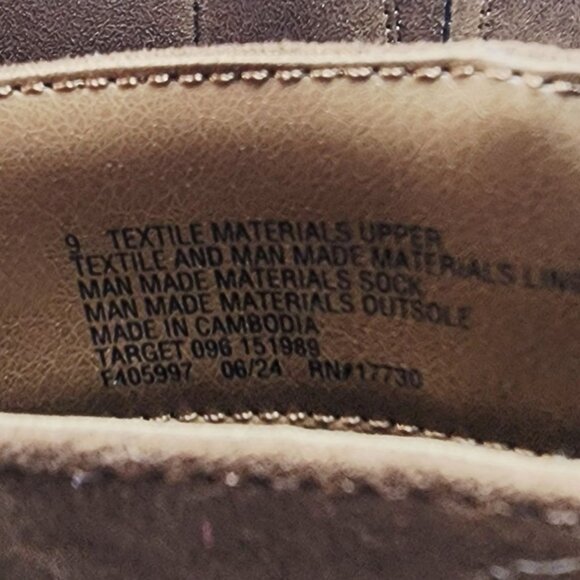 9 TEXTILE MATERIALS UPPER
TEXTILE AND MAN MADE MATERIALS LINE
MAN MADE MATERIALS SOCK
MAN MADE MATERIALS OUTSOLE
MADE IN CAMBODIA
TARGET 096 151989
F405997 06/24 RN#17730